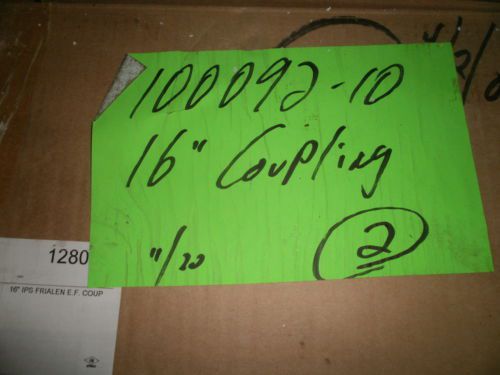 100092-10
16" Coupling
11/20
2
1280
16" IPS FRIALEN E.F. COUP